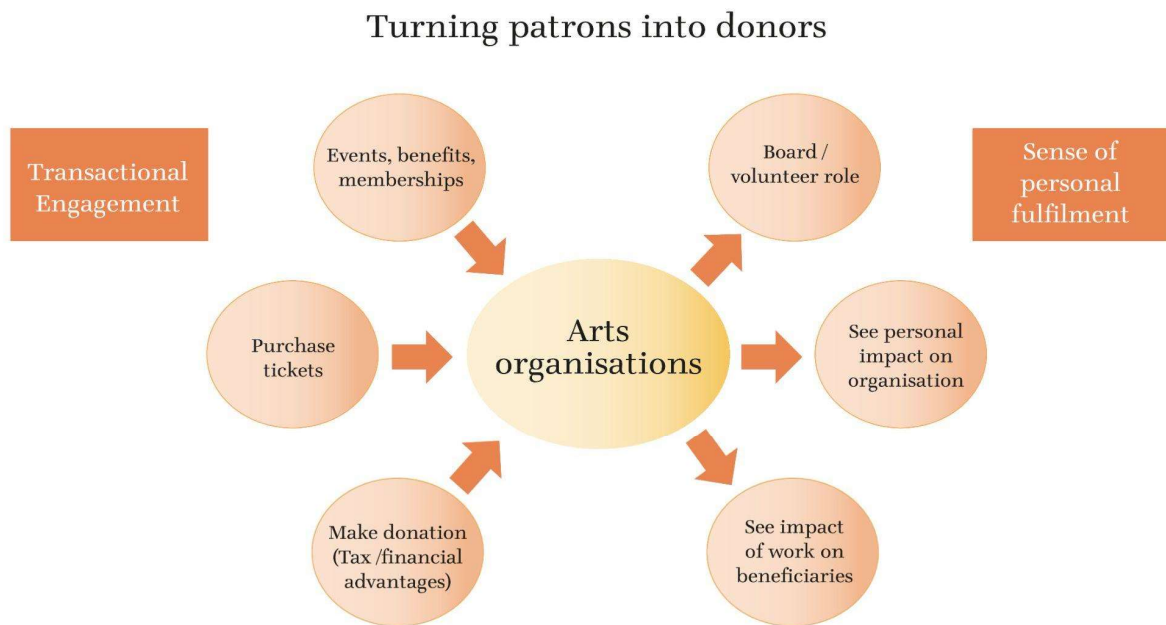 Turning patrons into donors
Transactional
Engagement
Events, benefits,
memberships
Board /
volunteer role
Sense of
personal
fulfilment
Purchase
tickets
Arts
organisations
See personal
impact on
organisation
Make donation
(Tax /financial
advantages)
See impact
of work on
beneficiaries